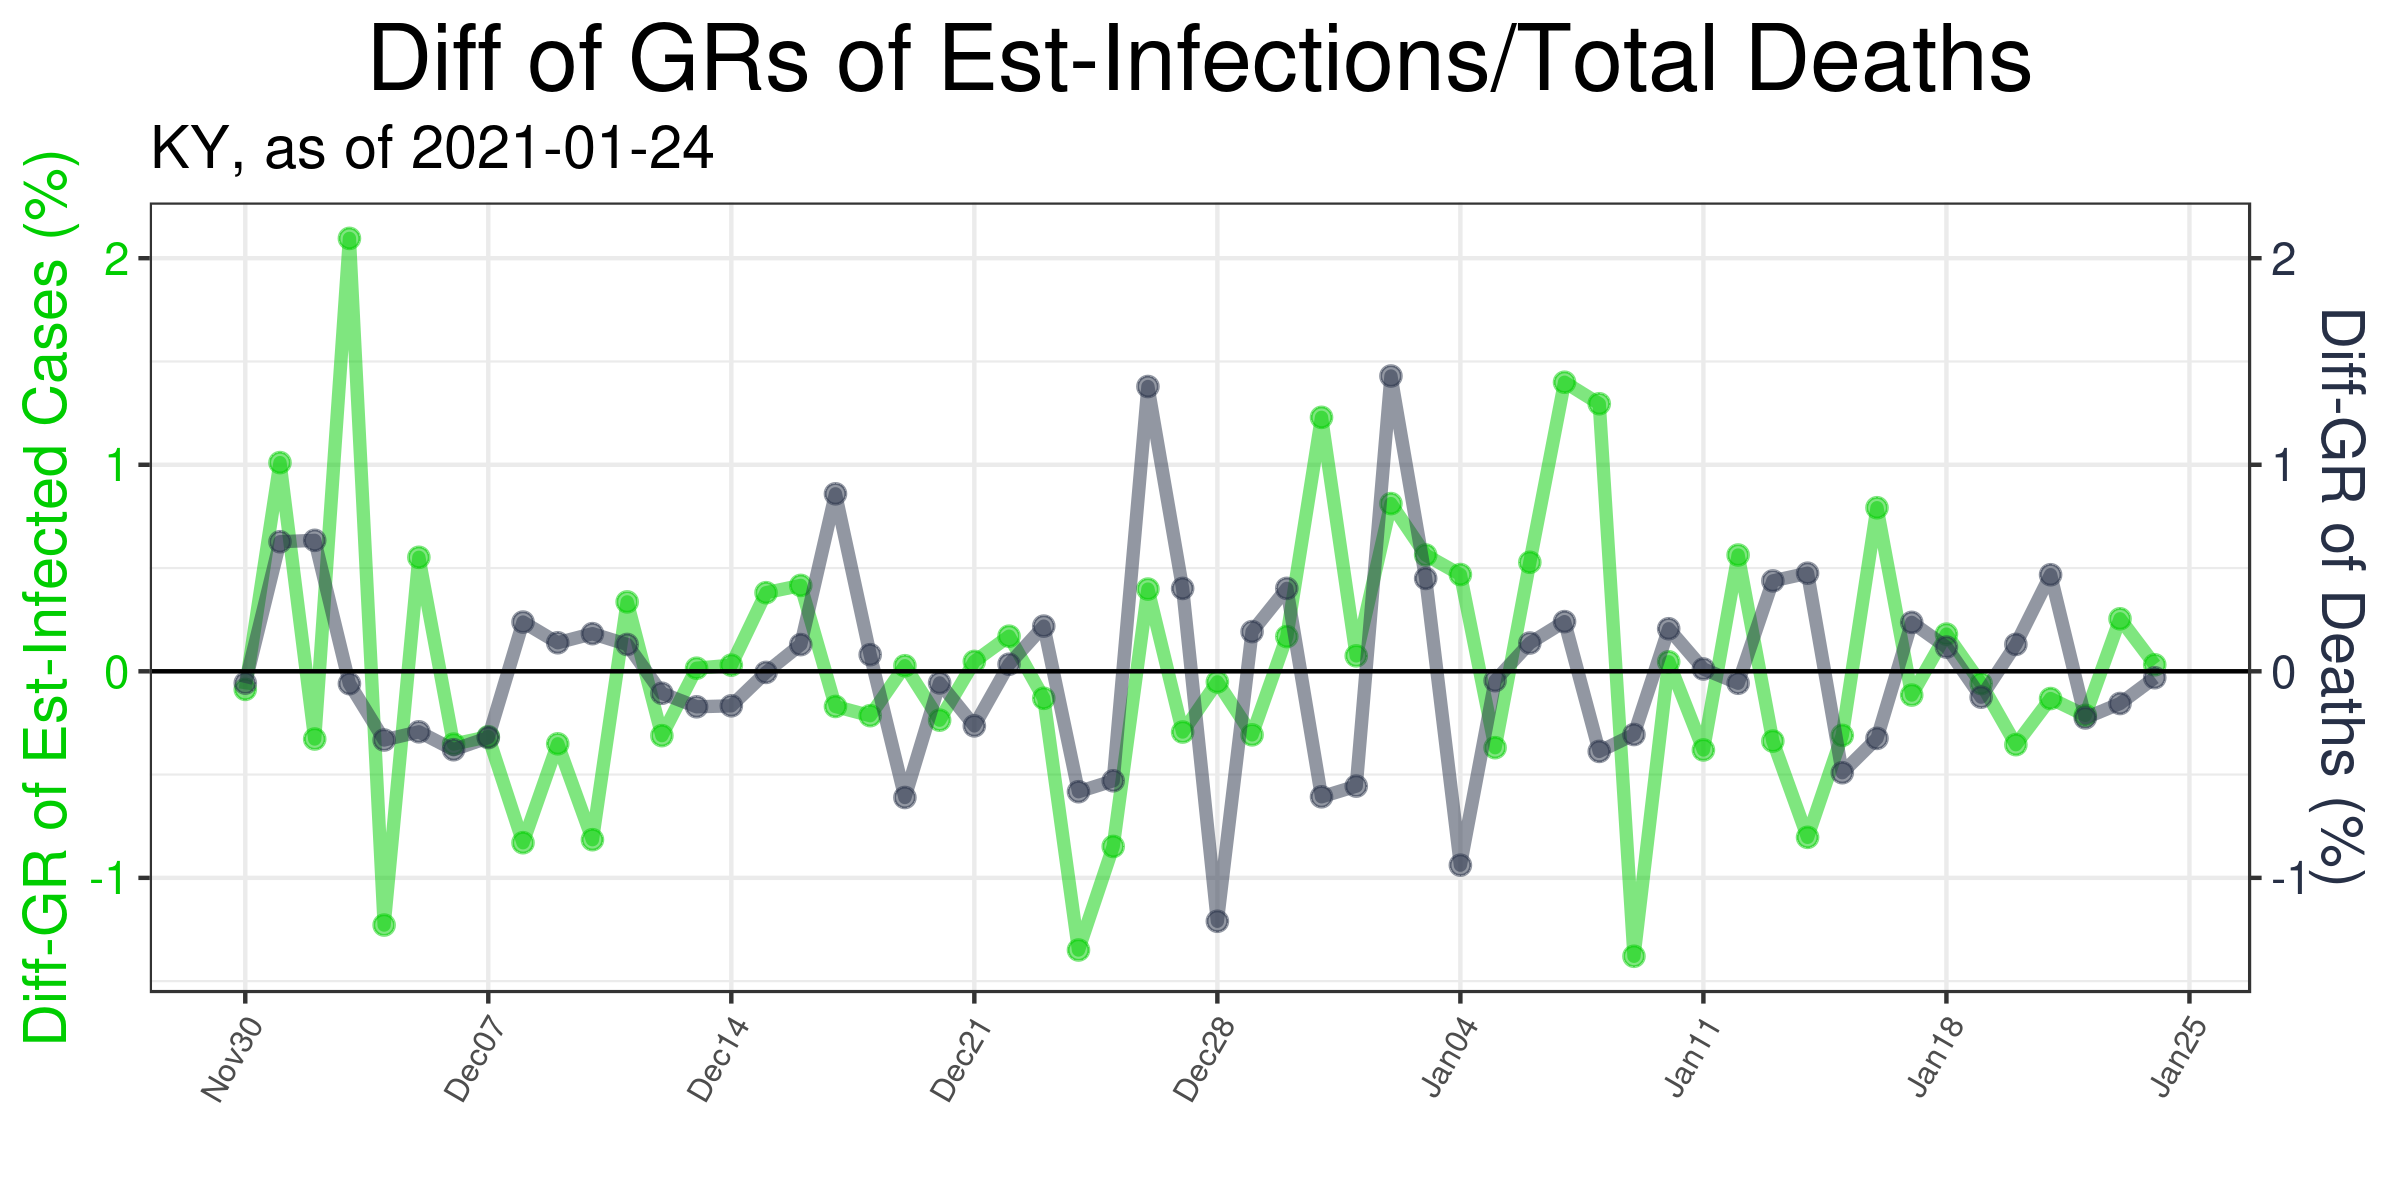 Diff of GRs of Est-Infections/Total Deaths
KY, as of 2021-01-24
Diff-GR of Est-Infected Cases (%)
2
1
0
-1
2
1
0
-1
Diff-GR of Deaths (%)
Nov30
Dec07
Dec14
Dec21
Dec28
Jan04
Jan11
Jan18
Jan25